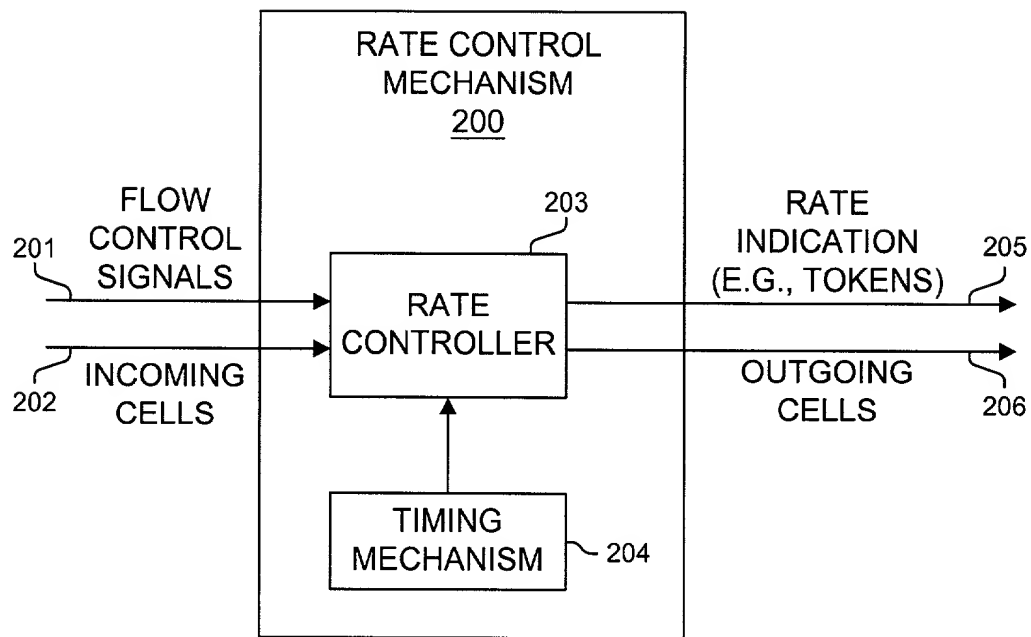 RATE CONTROL
MECHANISM
200
FLOW
CONTROL
SIGNALS
201
202
INCOMING
CELLS
203
RATE
CONTROLLER
TIMING
MECHANISM
204
RATE
INDICATION
(E.G., TOKENS)
205
OUTGOING
CELLS
206